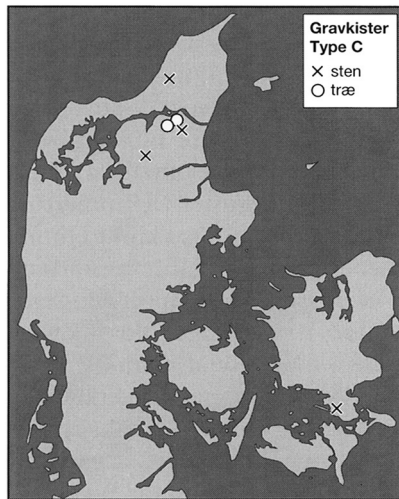 Gravkister
Type C
× sten
○ træ